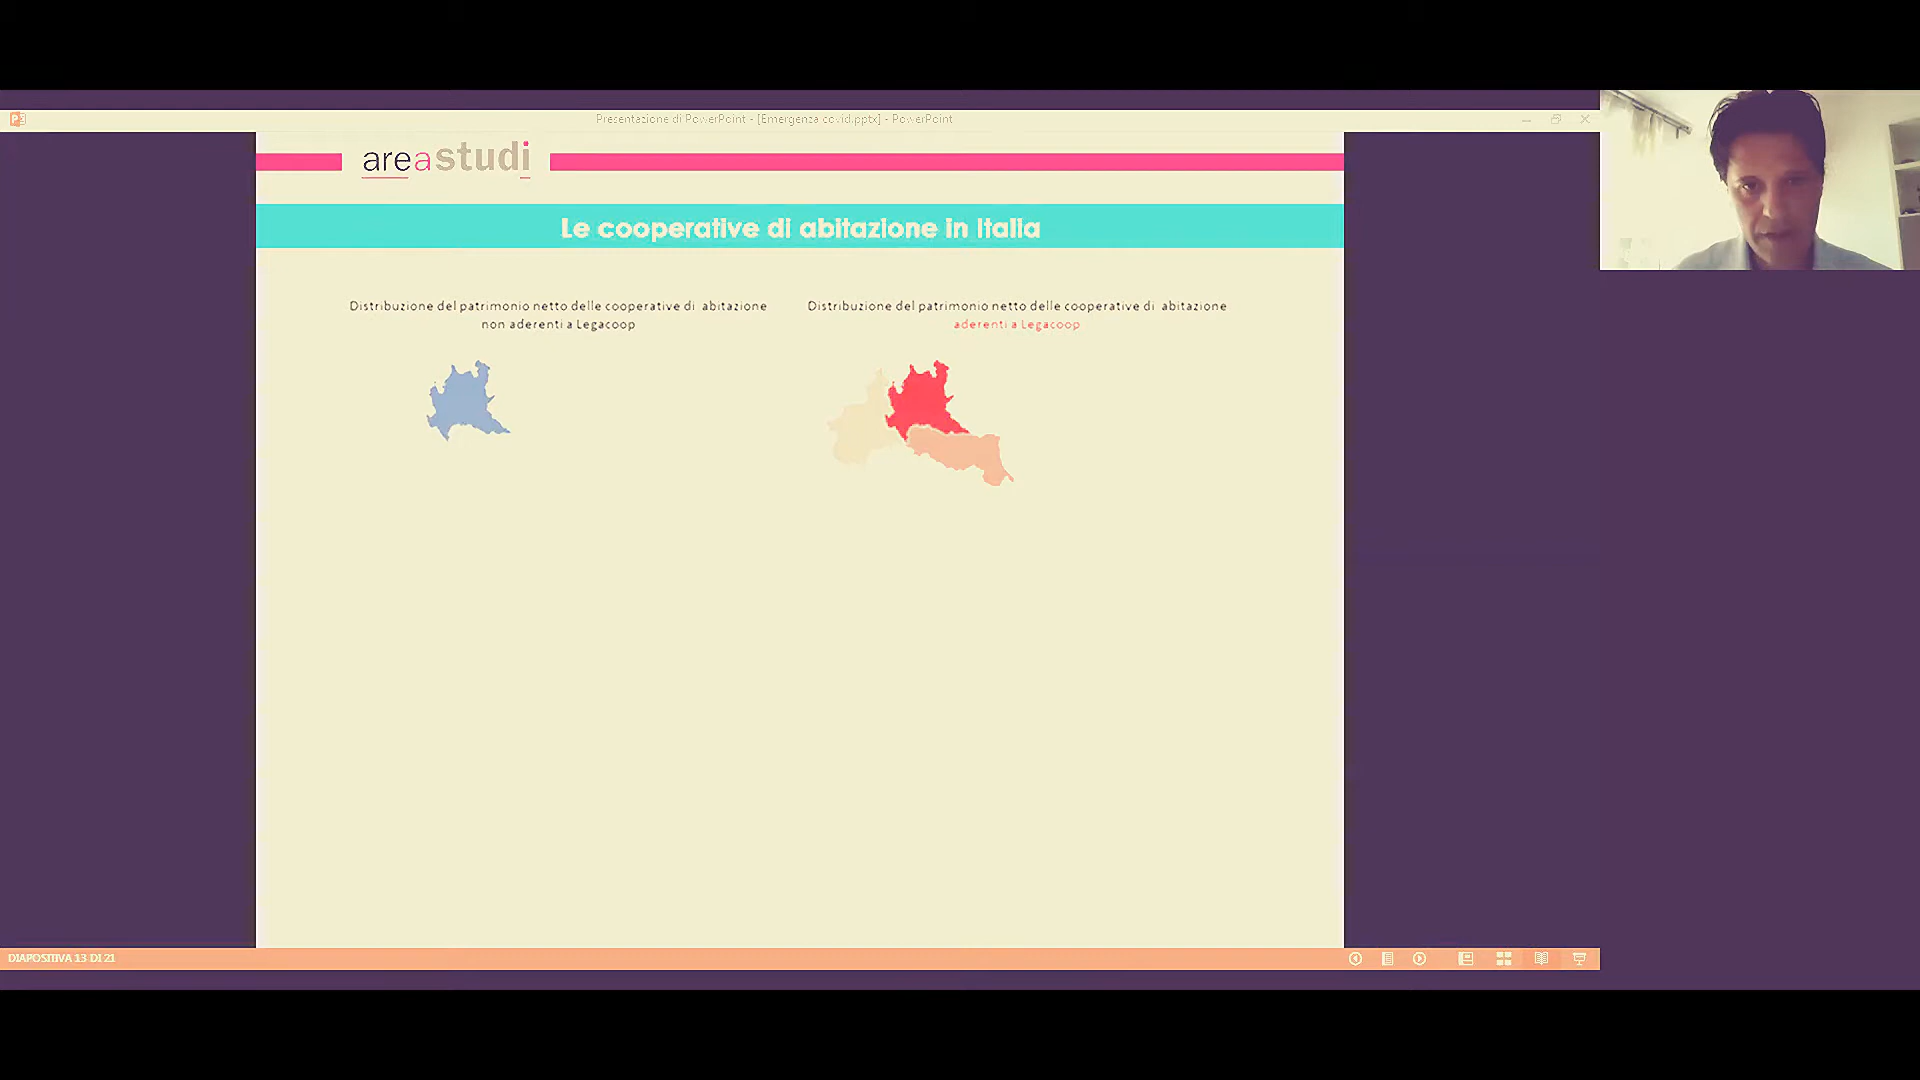 Presentazione di PowerPoint - [Emergenza covid.pptx] - PowerPoint
areastudi
Le cooperative di abitazione in Italia
Distribuzione del patrimonio netto delle cooperative di abitazione
non aderenti a Legacoop
Distribuzione del patrimonio netto delle cooperative di abitazione
aderenti a Legacoop
DIAPOSITIVA 13 DI 21